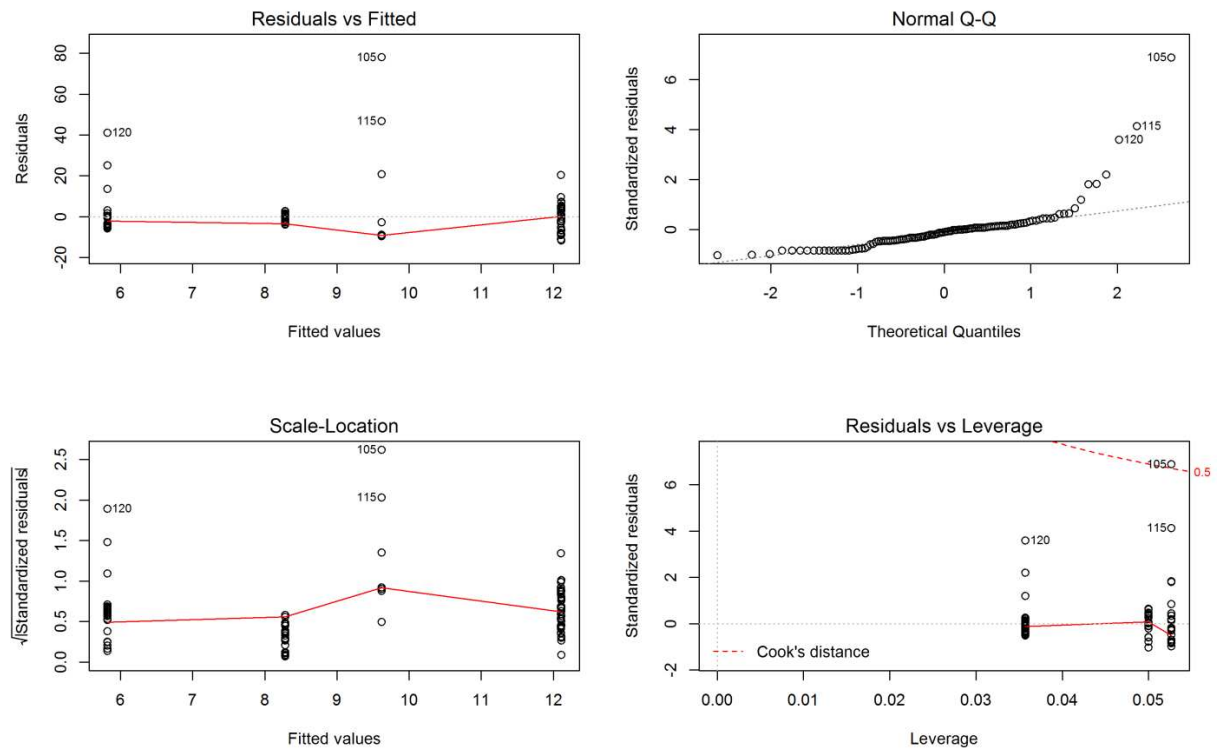 Residuals vs Fitted
80
60
40
20
0
-20
Residuals
105
115
120
6 7 8 9 10 11 12
Fitted values
Normal Q-Q
6
4
2
0
Standardized residuals
105
115
120
-2 -1 0 1 2
Theoretical Quantiles
Scale-Location
2.5
2.0
1.5
1.0
0.5
0.0
√|Standardized residuals|
105
115
120
6 7 8 9 10 11 12
Fitted values
Residuals vs Leverage
6
4
2
0
-2
Standardized residuals
105
0.5
115
120
Cook's distance
0.00 0.01 0.02 0.03 0.04 0.05
Leverage